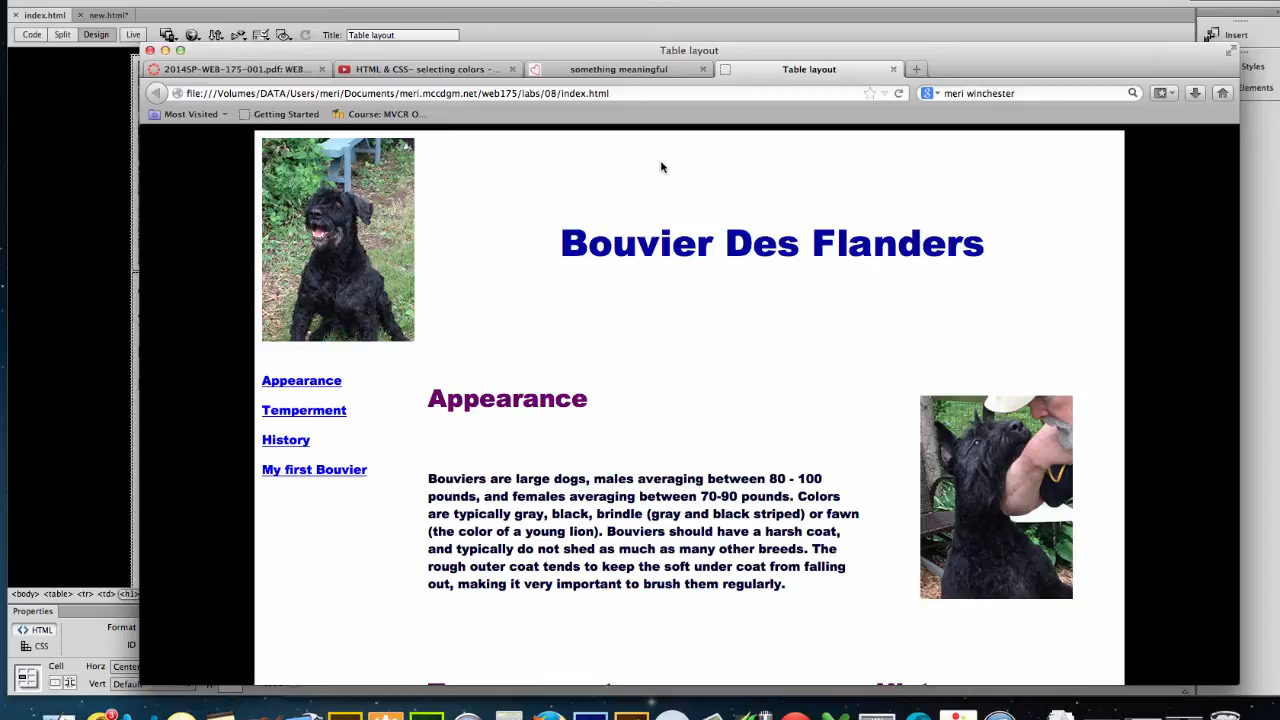 index.html
new.html*
Code Split Design Live
Title: Table layout
Insert
Styles
Elements
Table layout
2014SP-WEB-175-001.pdf: WEB...
HTML & CSS- selecting colors -...
something meaningful
Table layout
file:///Volumes/DATA/Users/meri/Documents/meri.mccdgm.net/web175/labs/08/index.html
meri winchester
Most Visited
Getting Started
Course: MVCR O...
Bouvier Des Flanders
Appearance
Temperment
History
My first Bouvier
Appearance
Bouviers are large dogs, males averaging between 80 - 100
pounds, and females averaging between 70-90 pounds. Colors
are typically gray, black, brindle (gray and black striped) or fawn
(the color of a young lion). Bouviers should have a harsh coat,
and typically do not shed as much as many other breeds. The
rough outer coat tends to keep the soft under coat from falling
out, making it very important to brush them regularly.
<body> <table> <tr> <td> <h1>
Properties
<> HTML
CSS
Format
ID
Cell
Horz Center
Vert Default
3